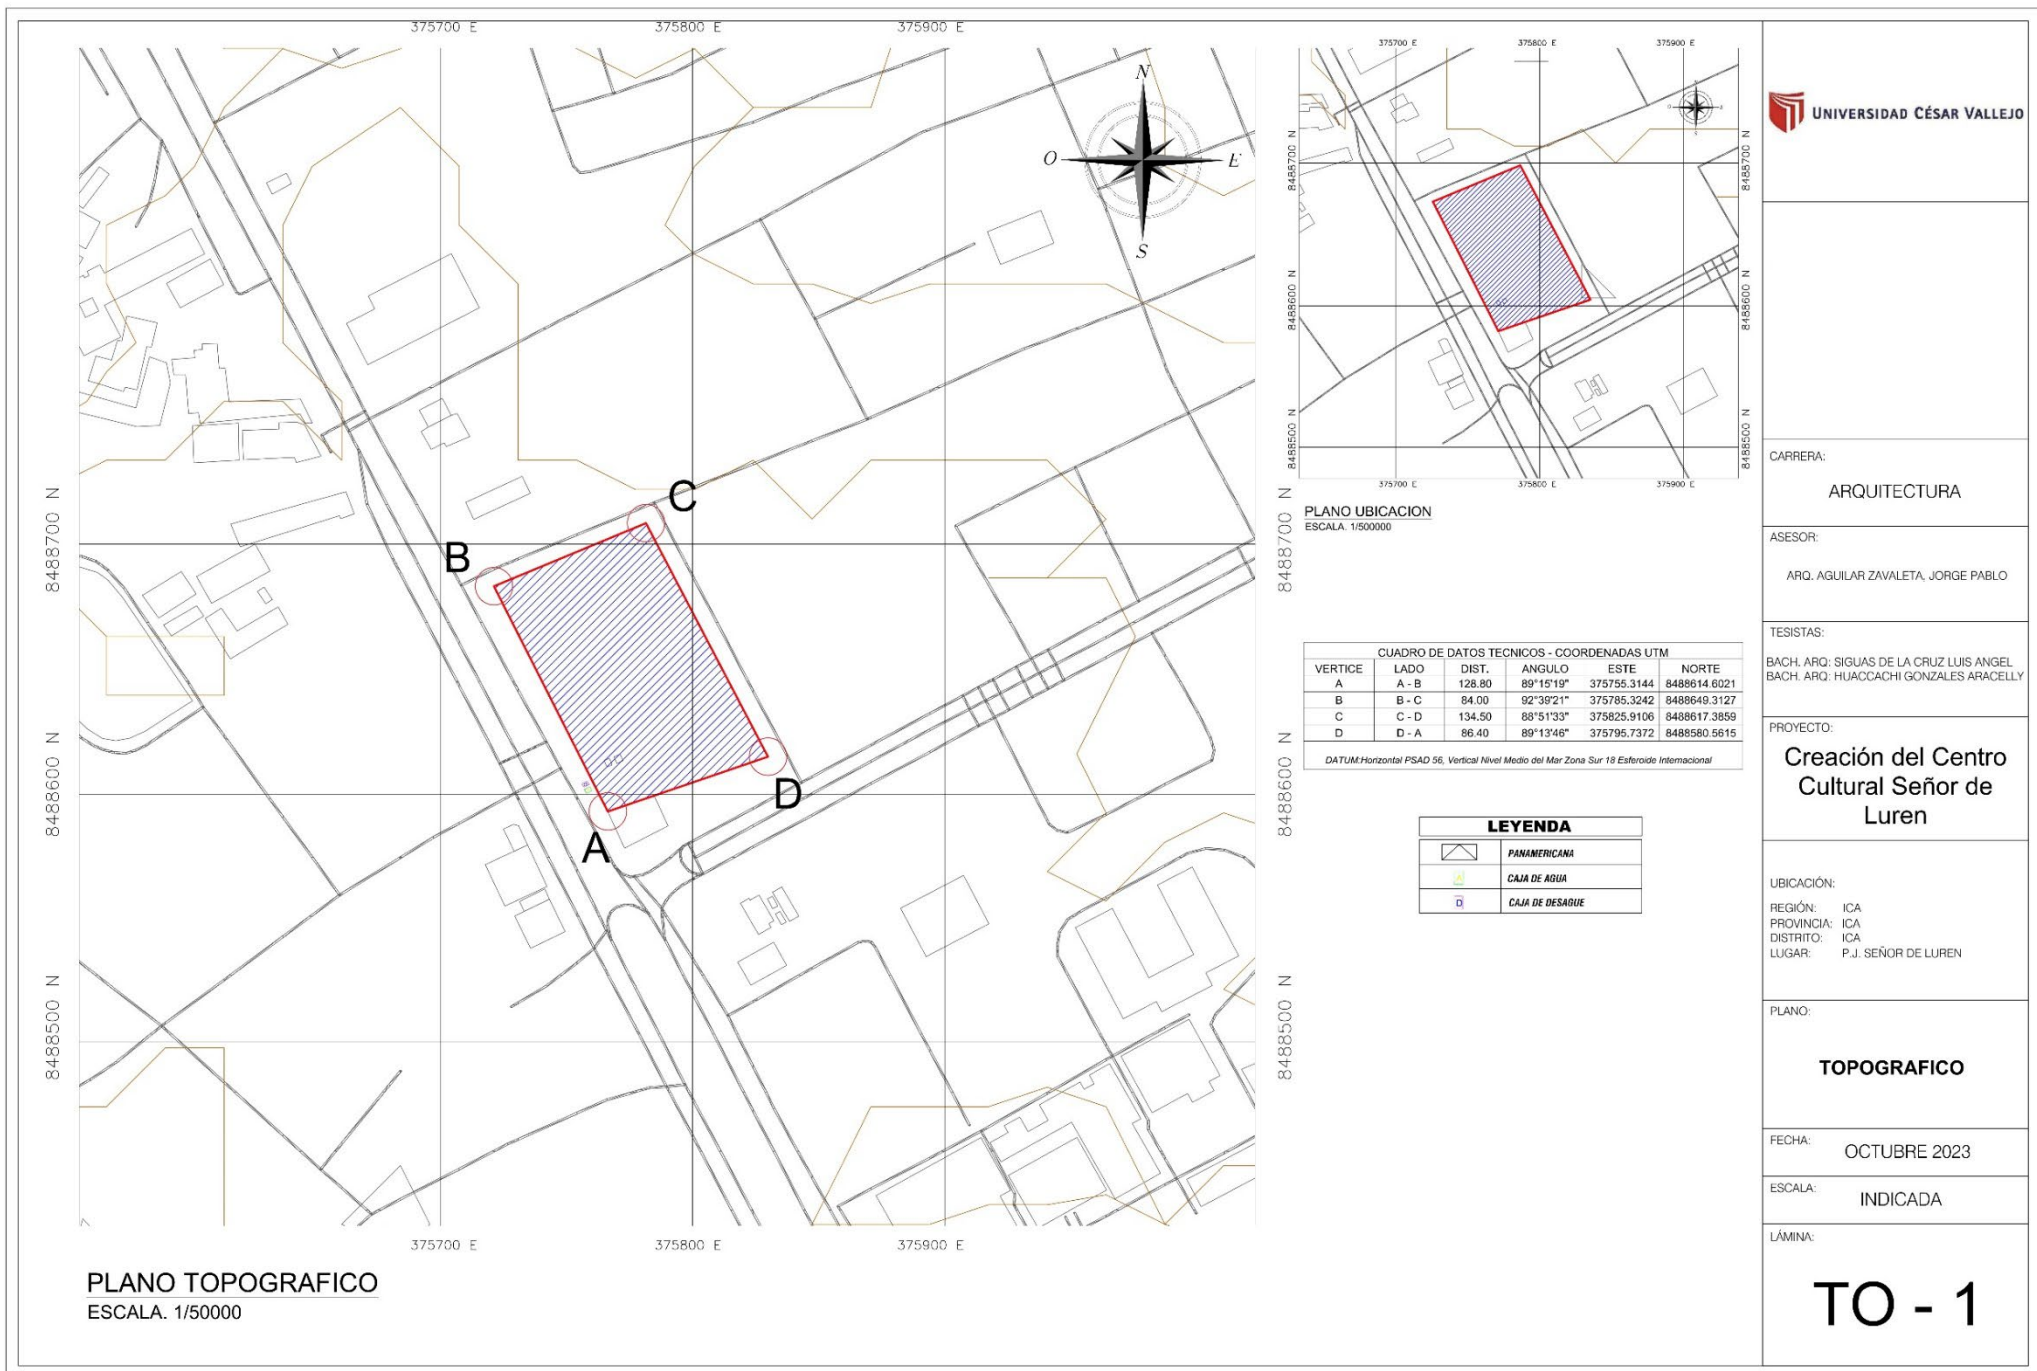 375700 E
375800 E
375900 E
N
O
E
S
C
B
D
A
8488700 N
8488600 N
8488500 N
8488700 N
8488600 N
8488500 N
375700 E
375800 E
375900 E
PLANO TOPOGRAFICO
ESCALA. 1/50000
375700 E
375800 E
375900 E
8488700 N
8488600 N
8488500 N
8488700 N
8488600 N
8488500 N
375700 E
375800 E
375900 E
PLANO UBICACION
ESCALA. 1/500000
CUADRO DE DATOS TECNICOS - COORDENADAS UTM
VERTICE LADO DIST. ANGULO ESTE NORTE
A A - B 128.80 89°15'19" 375755.3144 8488614.6021
B B - C 84.00 92°39'21" 375785.3242 8488649.3127
C C - D 134.50 88°51'33" 375825.9106 8488617.3859
D D - A 86.40 89°13'46" 375795.7372 8488580.5615
DATUM:Horizontal PSAD 56, Vertical Nivel Medio del Mar Zona Sur 18 Esferoide Internacional
LEYENDA
PANAMERICANA
CAJA DE AGUA
D CAJA DE DESAGUE
UNIVERSIDAD CÉSAR VALLEJO
CARRERA:
ARQUITECTURA
ASESOR:
ARQ. AGUILAR ZAVALETA, JORGE PABLO
TESISTAS:
BACH. ARQ: SIGUAS DE LA CRUZ LUIS ANGEL
BACH. ARQ: HUACCACHI GONZALES ARACELLY
PROYECTO:
Creación del Centro
Cultural Señor de
Luren
UBICACIÓN:
REGIÓN: ICA
PROVINCIA: ICA
DISTRITO: ICA
LUGAR: P.J. SEÑOR DE LUREN
PLANO:
TOPOGRAFICO
FECHA:
OCTUBRE 2023
ESCALA:
INDICADA
LÁMINA:
TO - 1